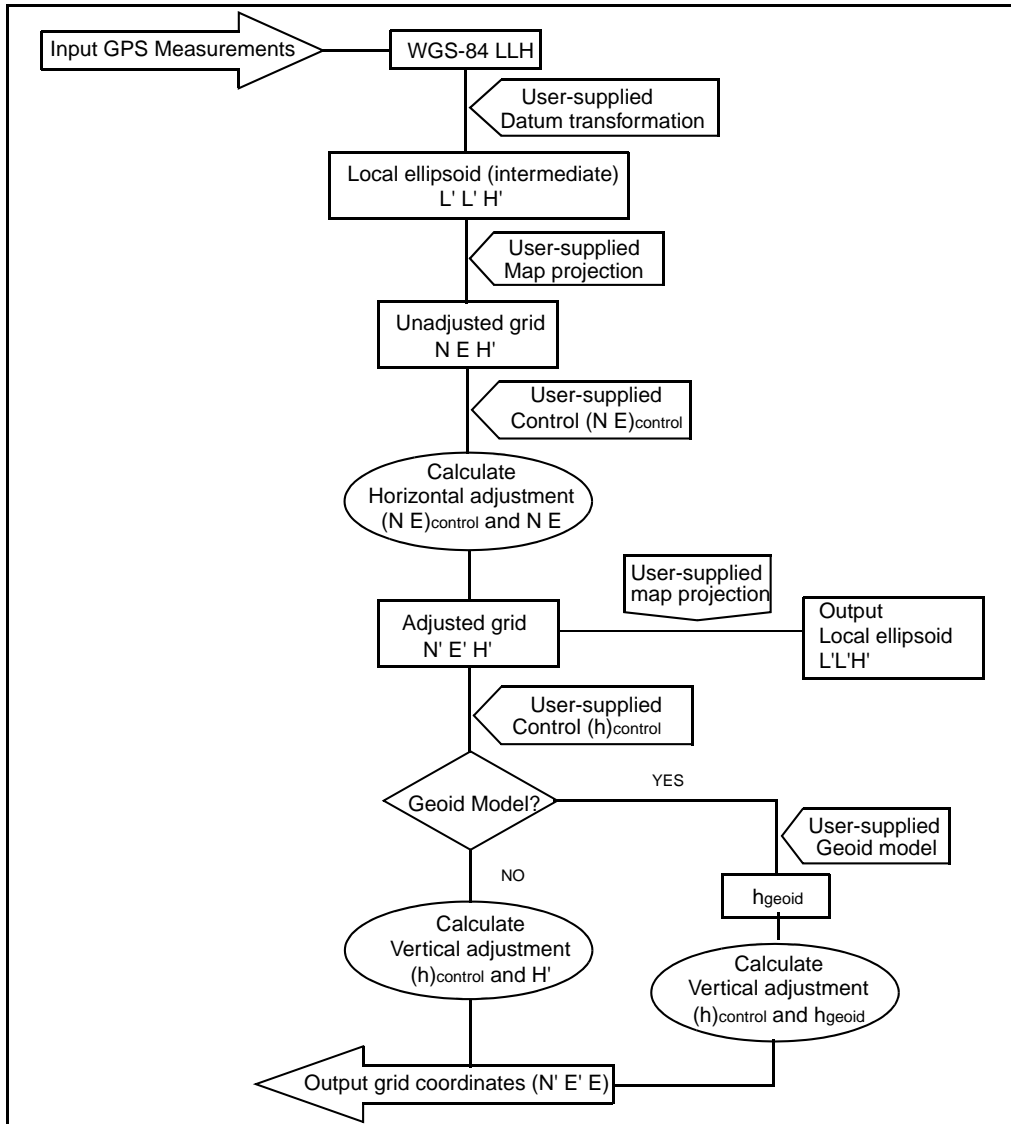 Input GPS Measurements
WGS-84 LLH
User-supplied
Datum transformation
Local ellipsoid (intermediate)
L' L' H'
User-supplied
Map projection
Unadjusted grid
N E H'
User-supplied
Control (N E)control
Calculate
Horizontal adjustment
(N E)control and N E
User-supplied
map projection
Adjusted grid
N' E' H'
Output
Local ellipsoid
L'L'H'
User-supplied
Control (h)control
Geoid Model?
YES
User-supplied
Geoid model
NO
hgeoid
Calculate
Vertical adjustment
(h)control and H'
Calculate
Vertical adjustment
(h)control and hgeoid
Output grid coordinates (N' E' E)